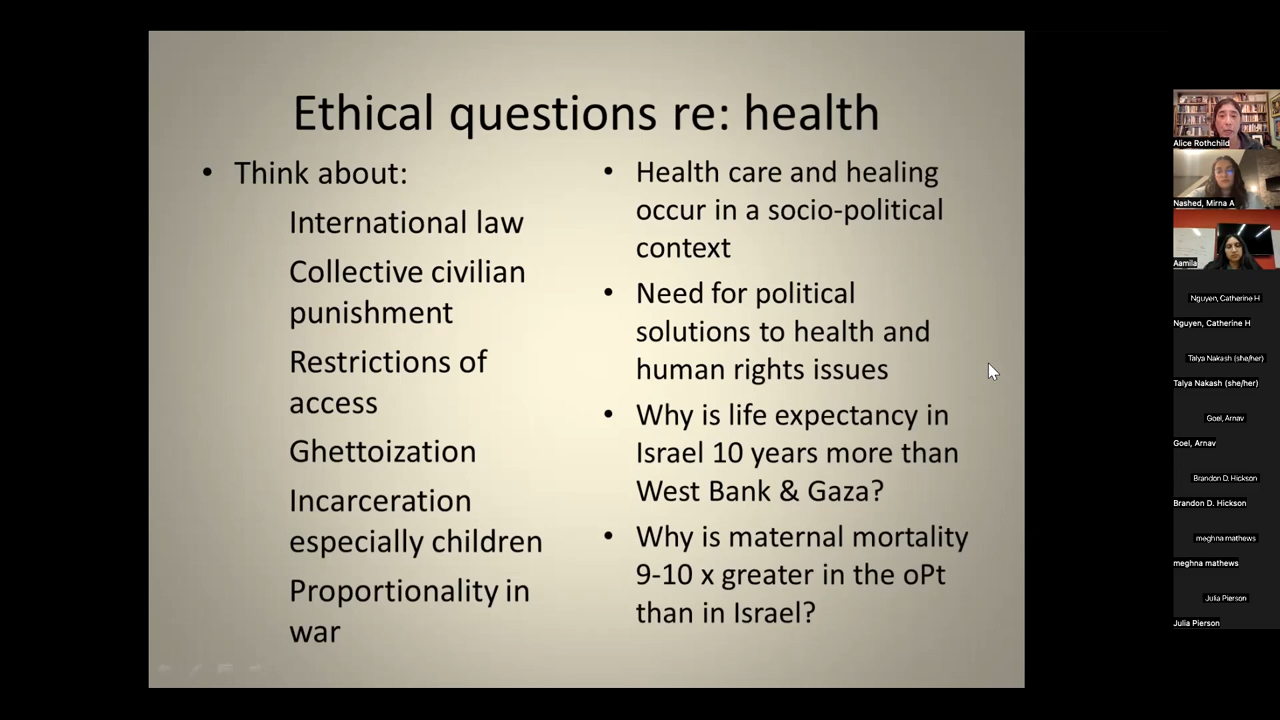 Ethical questions re: health
• Think about:
International law
Collective civilian
punishment
Restrictions of
access
Ghettoization
Incarceration
especially children
Proportionality in
war
• Health care and healing
occur in a socio-political
context
• Need for political
solutions to health and
human rights issues
• Why is life expectancy in
Israel 10 years more than
West Bank & Gaza?
• Why is maternal mortality
9-10 x greater in the oPt
than in Israel?
Alice Rothchild
Nashed, Mirna A
Aamila
Nguyen, Catherine H
Nguyen, Catherine H
Talya Nakash (she/her)
Talya Nakash (she/her)
Goel, Arnav
Goel, Arnav
Brandon D. Hickson
Brandon D. Hickson
meghna mathews
meghna mathews
Julia Pierson
Julia Pierson